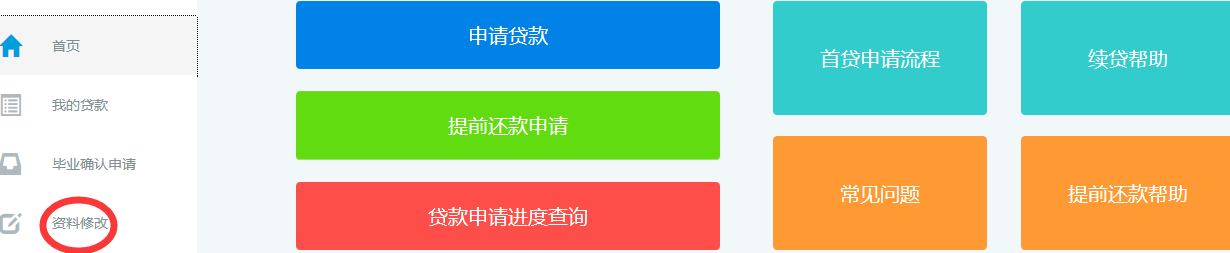 首页
我的贷款
毕业确认申请
资料修改
申请贷款
提前还款申请
贷款申请进度查询
首贷申请流程
续贷帮助
常见问题
提前还款帮助